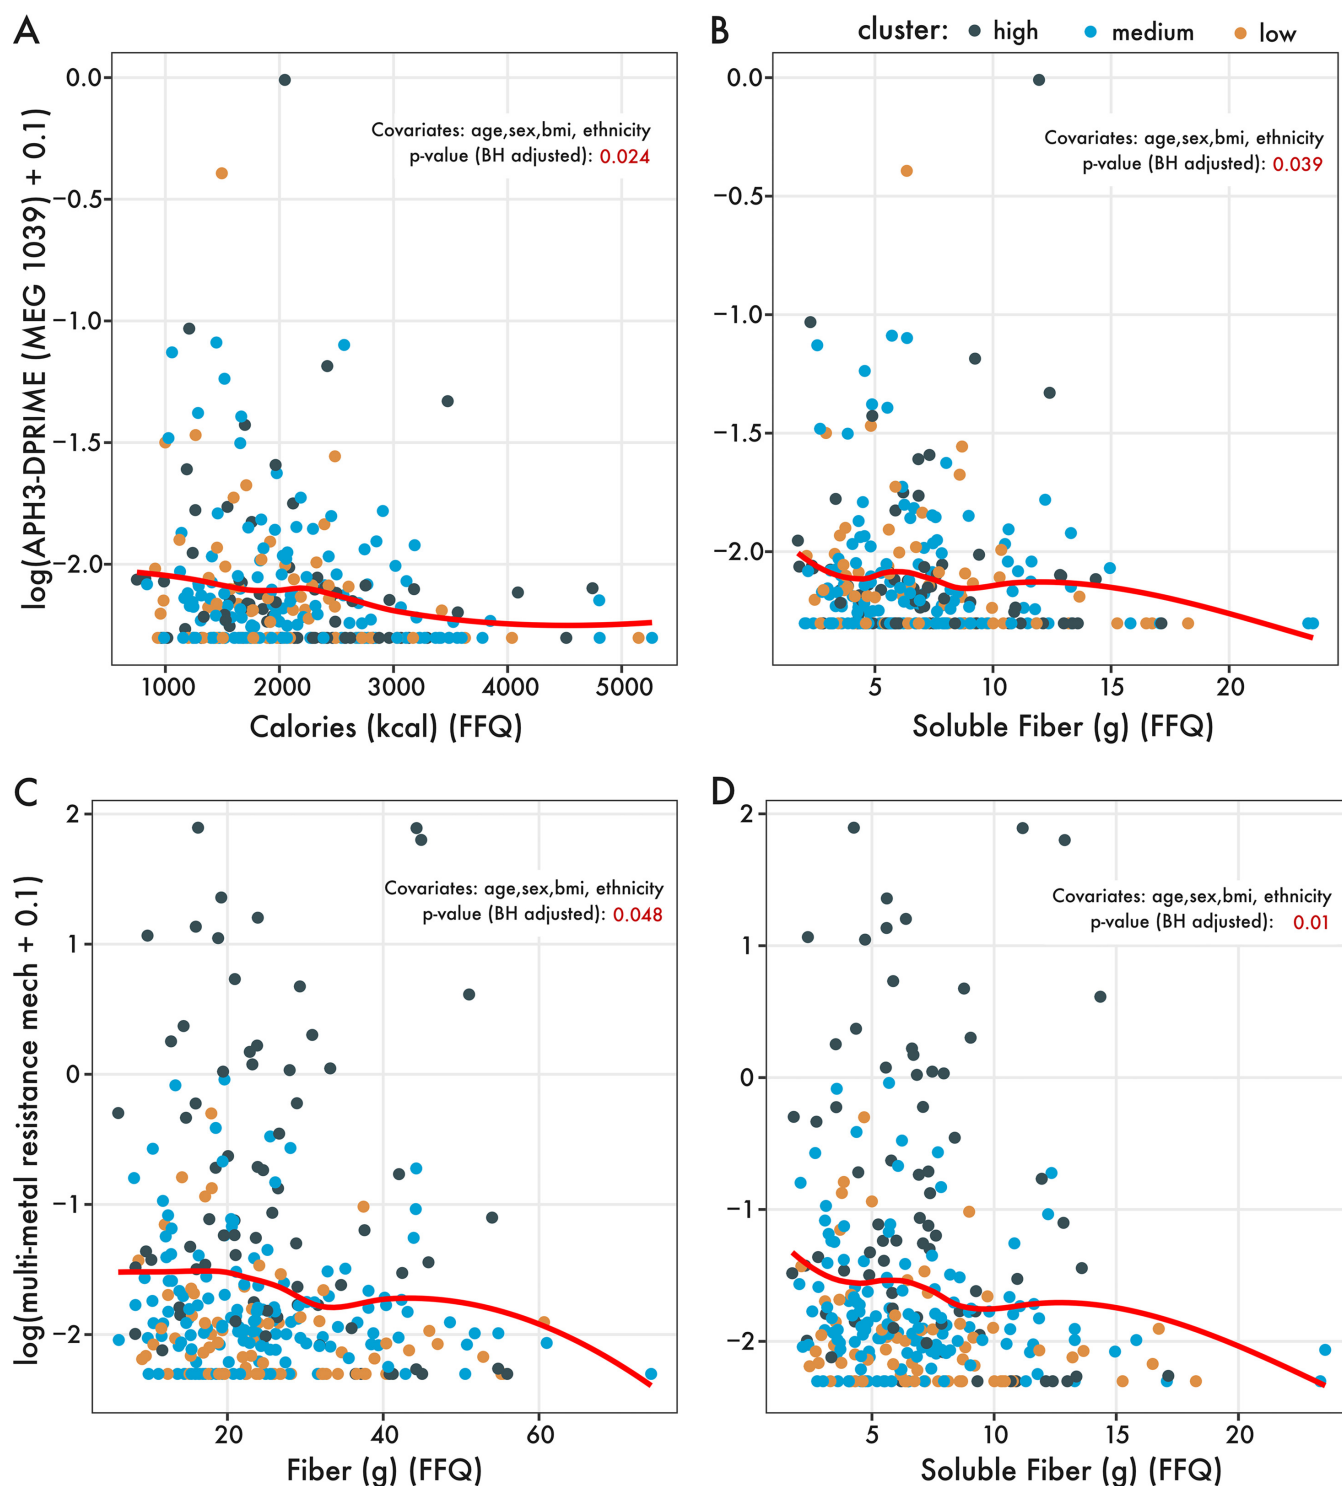 A
B
cluster: high medium low
log(APH3-DPRIME (MEG 1039) + 0.1)
0.0
−0.5
−1.0
−1.5
−2.0
Covariates: age,sex,bmi, ethnicity
p-value (BH adjusted): 0.024
1000 2000 3000 4000 5000
Calories (kcal) (FFQ)
0.0
−0.5
−1.0
−1.5
−2.0
Covariates: age,sex,bmi, ethnicity
p-value (BH adjusted): 0.039
5 10 15 20
Soluble Fiber (g) (FFQ)
C
log(multi-metal resistance mech + 0.1)
2
1
0
−1
−2
Covariates: age,sex,bmi, ethnicity
p-value (BH adjusted): 0.048
20 40 60
Fiber (g) (FFQ)
D
2
1
0
−1
−2
Covariates: age,sex,bmi, ethnicity
p-value (BH adjusted): 0.01
5 10 15 20
Soluble Fiber (g) (FFQ)